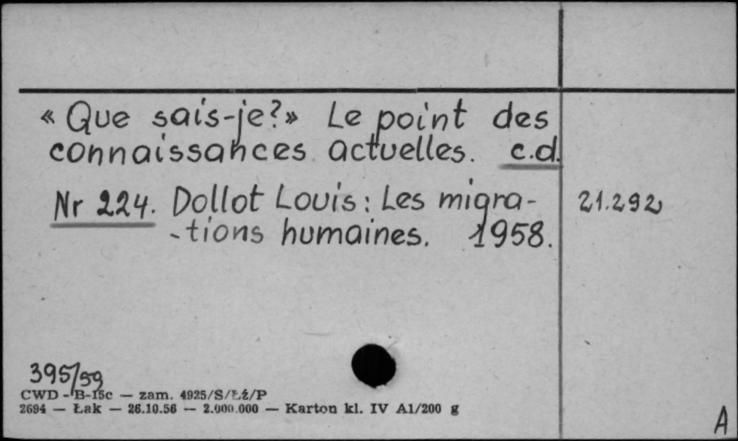 « Que sais-je?» Le point des
connaissances actuelles. c.d.
Nr 224. Dollot Louis: Les migra- 21.292
-tions humaines. 1958.
395/59
CWD - B-15c — zam. 4925/S/Łź/P
2694 — Łak — 26.10.56 — 2.000.000 — Karton kl. IV A1/200 g
A